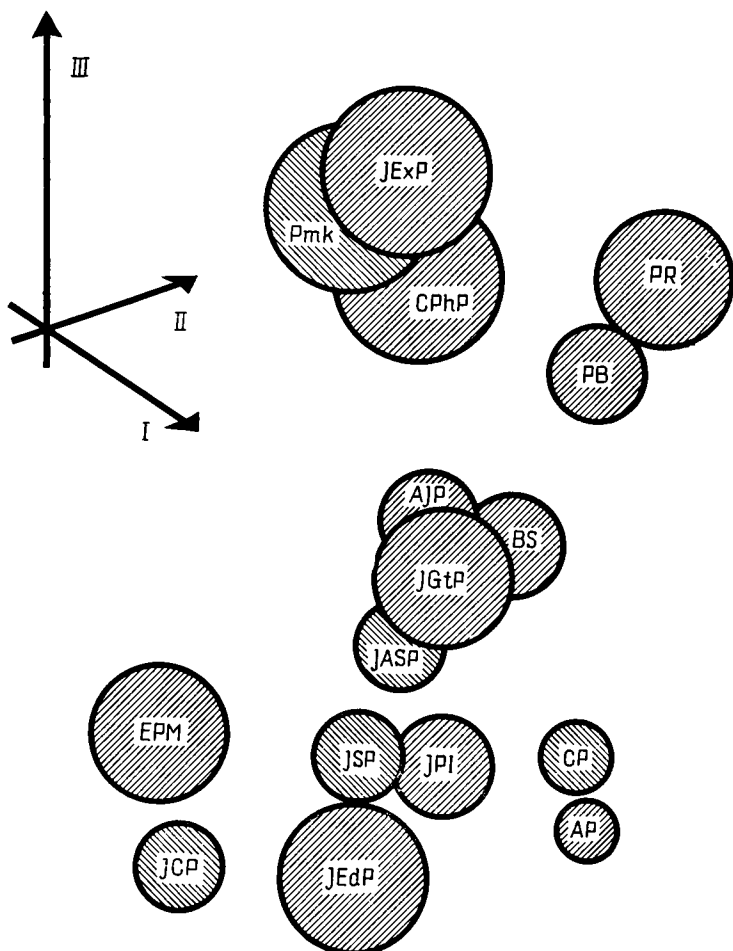 III
II
I
JExP
Pmk
CPhP
PR
PB
AJP
BS
JGtP
JASP
EPM
JSP
JPI
CP
AP
JCP
JEdP